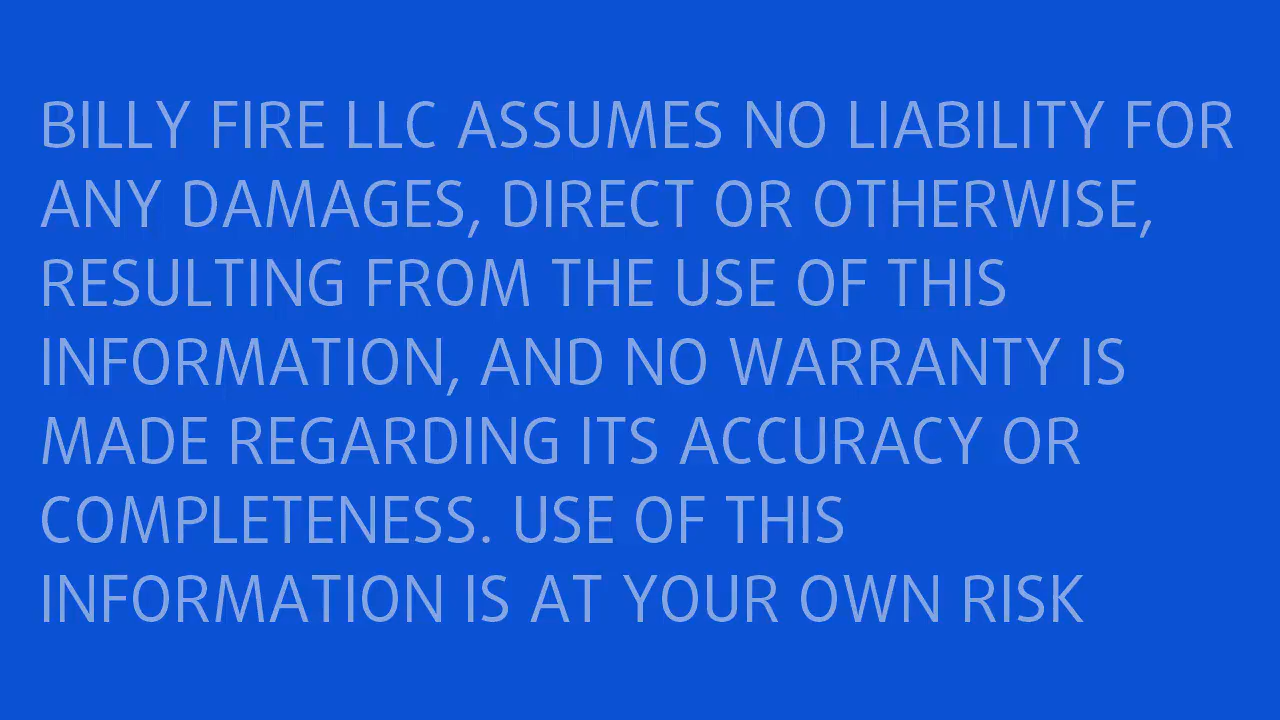 BILLY FIRE LLC ASSUMES NO LIABILITY FOR
ANY DAMAGES, DIRECT OR OTHERWISE,
RESULTING FROM THE USE OF THIS
INFORMATION, AND NO WARRANTY IS
MADE REGARDING ITS ACCURACY OR
COMPLETENESS. USE OF THIS
INFORMATION IS AT YOUR OWN RISK